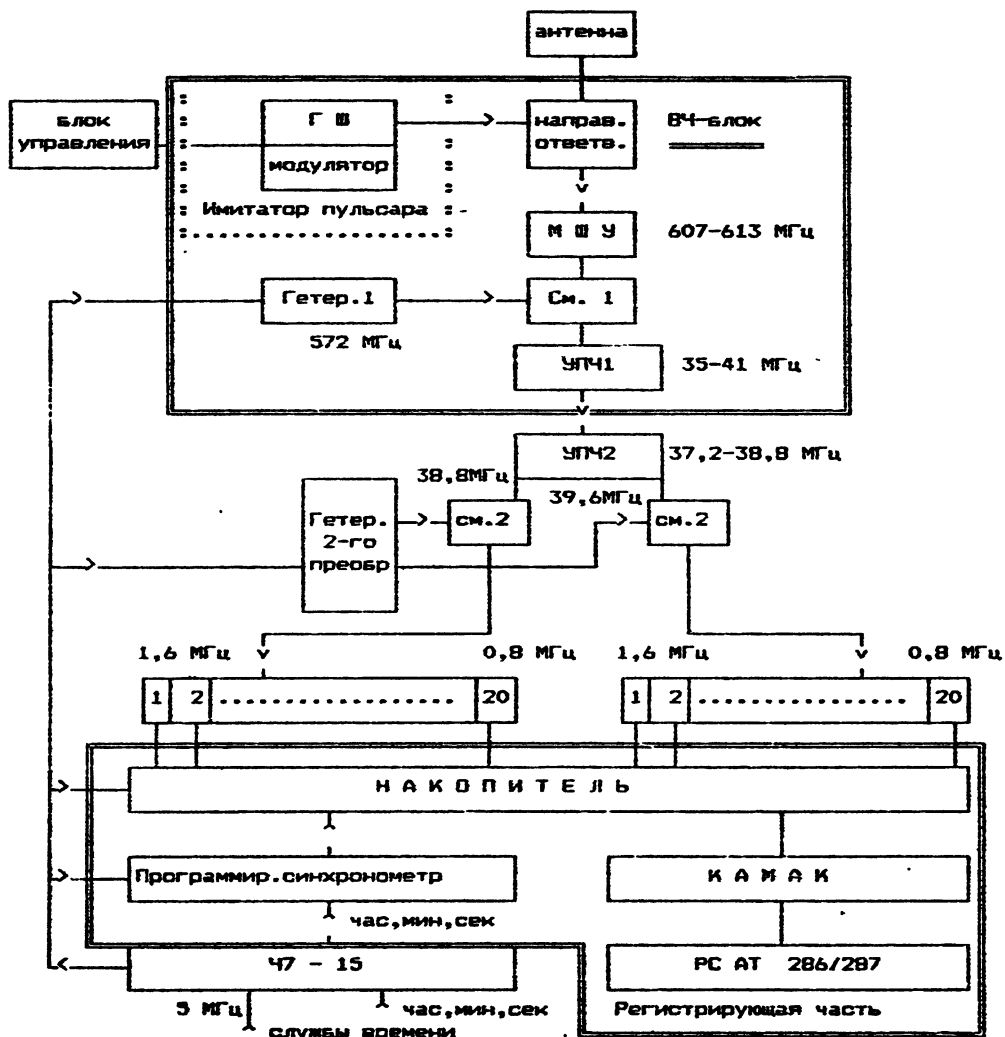 антенна
блок
управления
Г Ш
модулятор
Имитатор пульсара
направ.
ответв.
ВЧ-блок
М Ш У
607-613 МГц
Гетер.1
572 МГц
См. 1
УПЧ1
35-41 МГц
УПЧ2
37,2-38,8 МГц
38,8МГц
39,6МГц
Гетер.
2-го
преобр
см.2
см.2
1,6 МГц
0,8 МГц
1,6 МГц
0,8 МГц
1 2 .................... 20
1 2 .................... 20
Н А К О П И Т Е Л Ь
Программир.синхронометр
К А М А К
час,мин,сек
Ч7 - 15
PC AT 286/287
5 МГц
час,мин,сек
службы времени
Регистрирующая часть